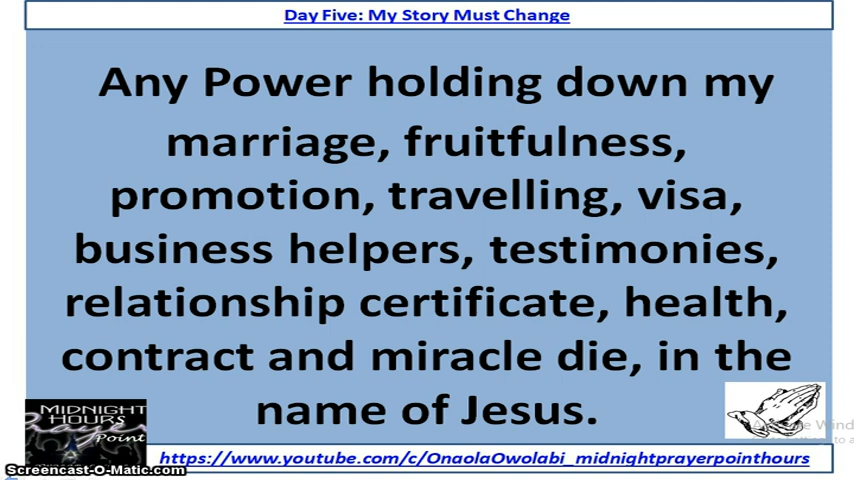 Day Five: My Story Must Change
Any Power holding down my
marriage, fruitfulness,
promotion, travelling, visa,
business helpers, testimonies,
relationship certificate, health,
contract and miracle die, in the
name of Jesus.
MIDNIGHT
HOURS
Point
https://www.youtube.com/c/OnaolaOwolabi_midnightprayerpointhours
Screencast-O-Matic.com